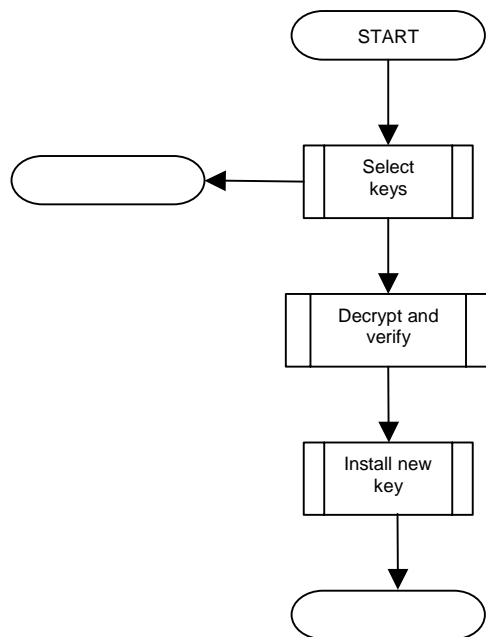 START
Select
keys
Decrypt and
verify
Install new
key